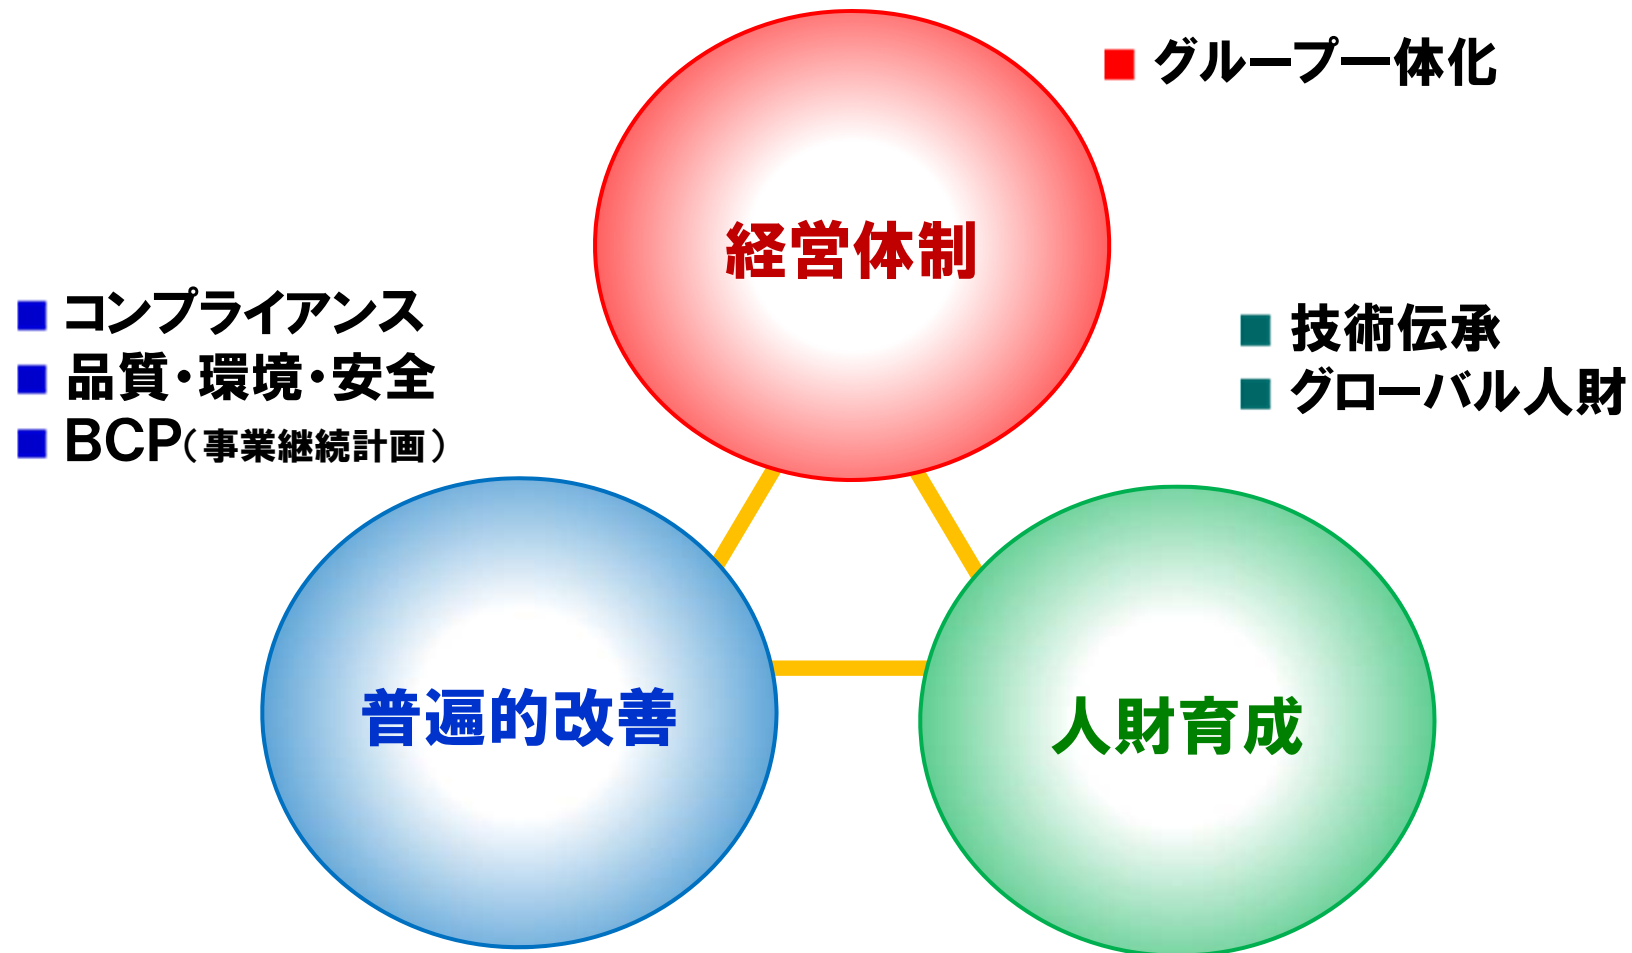 ■ グループ一体化
経営体制
■ コンプライアンス
■ 品質・環境・安全
■ BCP(事業継続計画)
■ 技術伝承
■ グローバル人財
普遍的改善
人財育成